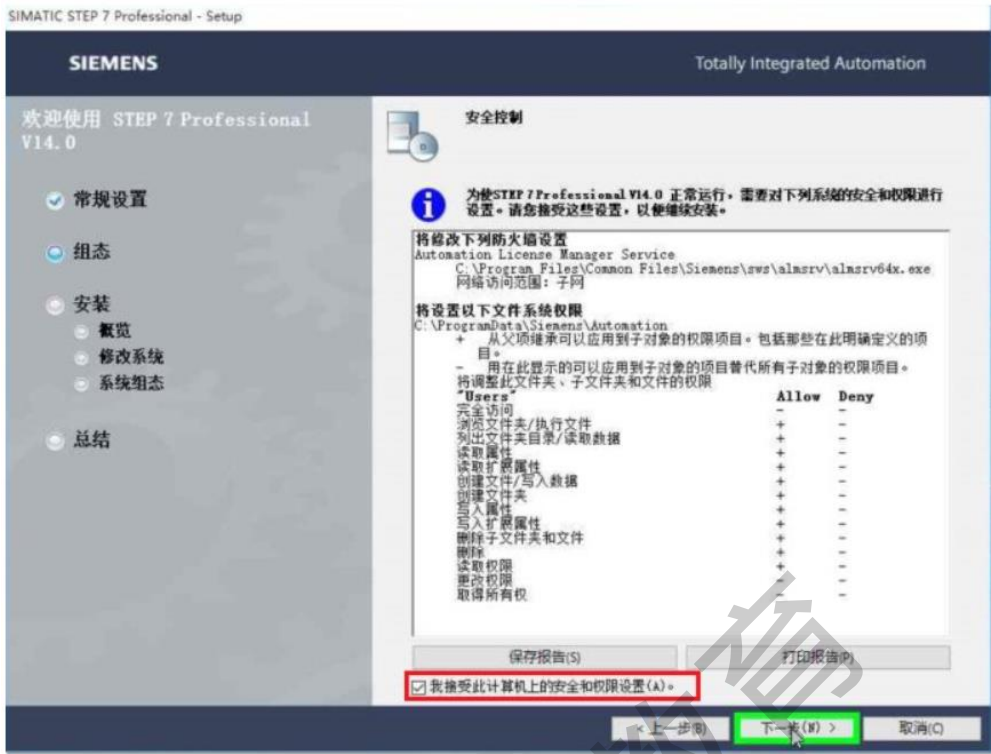 SIMATIC STEP 7 Professional - Setup
SIEMENS
Totally Integrated Automation
欢迎使用 STEP 7 Professional
V14.0
常规设置
组态
安装
概览
修改系统
系统组态
总结
安全控制
为使STEP 7 Professional V14.0 正常运行，需要对下列系统的安全和权限进行
设置。请您接受这些设置，以便继续安装。
将修改下列防火墙设置
Automation License Manager Service
C:\Program Files\Common Files\Siemens\sws\almsrv\almsrv64x.exe
网络访问范围：子网
将设置以下文件系统权限
C:\ProgramData\Siemens\Automation
+ 从父项继承可以应用到子对象的权限项目。包括那些在此明确定义的项
目。
- 用在此显示的可以应用到子对象的项目替代所有子对象的权限项目。
将调整此文件夹、子文件夹和文件的权限
"Users" Allow Deny
完全访问 - -
浏览文件夹/执行文件 + -
列出文件夹目录/读取数据 + -
读取属性 + -
读取扩展属性 + -
创建文件/写入数据 + -
创建文件夹 + -
写入属性 + -
写入扩展属性 + -
删除子文件夹和文件 + -
删除 + -
读取权限 + -
更改权限 - -
取得所有权 - -
保存报告(S)
打印报告(P)
我接受此计算机上的安全和权限设置(A)。
< 上一步(B)
下一步(N) >
取消(C)
教育